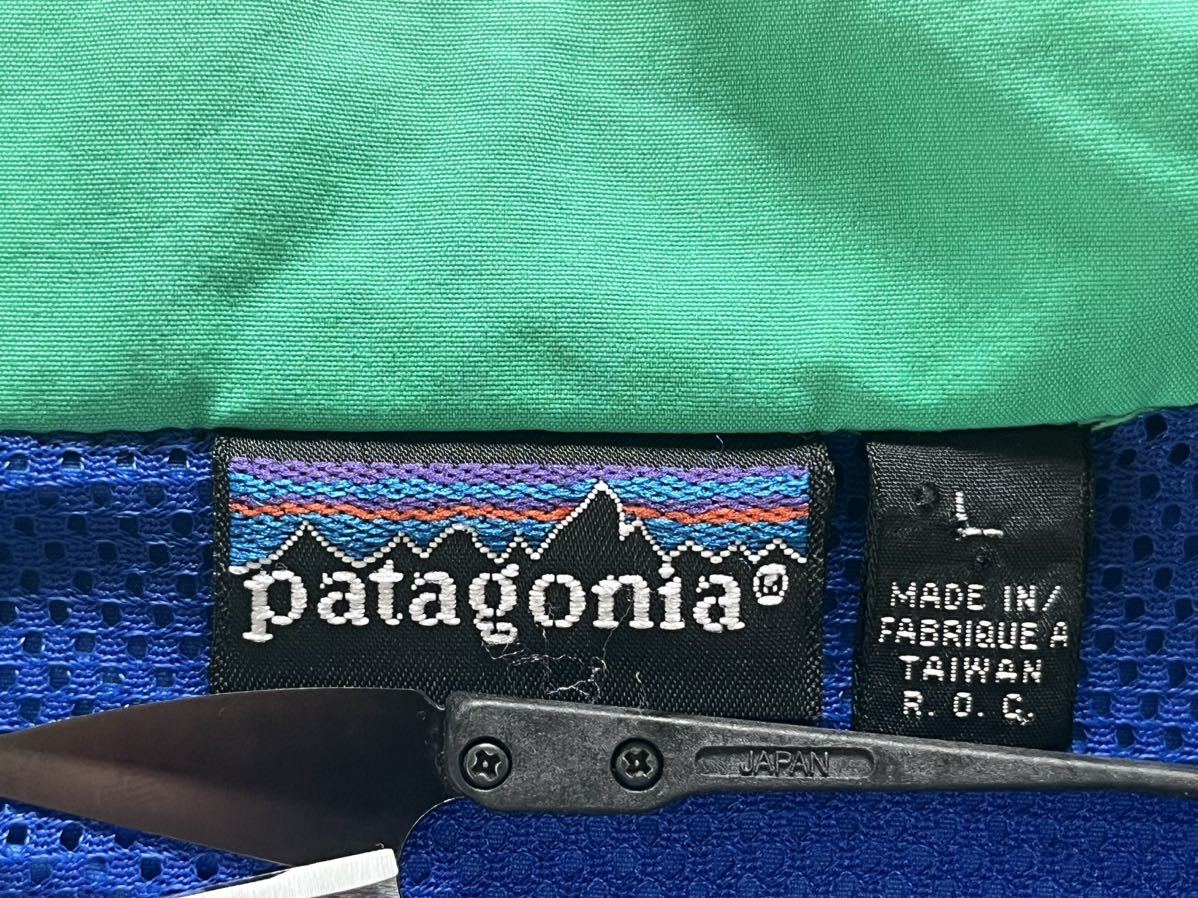 patagonia®
L
MADE IN/
FABRIQUE A
TAIWAN
R. O. C.
JAPAN